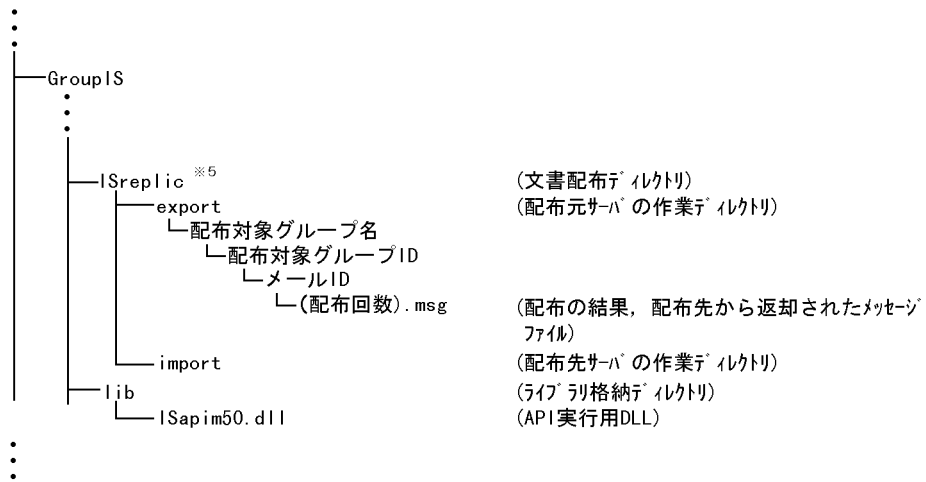 GroupIS
ISreplic ※5 (文書配布ディレクトリ)
export (配布元サーバの作業ディレクトリ)
配布対象グループ名
配布対象グループID
メールID
(配布回数).msg (配布の結果，配布先から返却されたメッセージ
ファイル)
import (配布先サーバの作業ディレクトリ)
lib (ライブラリ格納ディレクトリ)
ISapim50.dll (API実行用DLL)